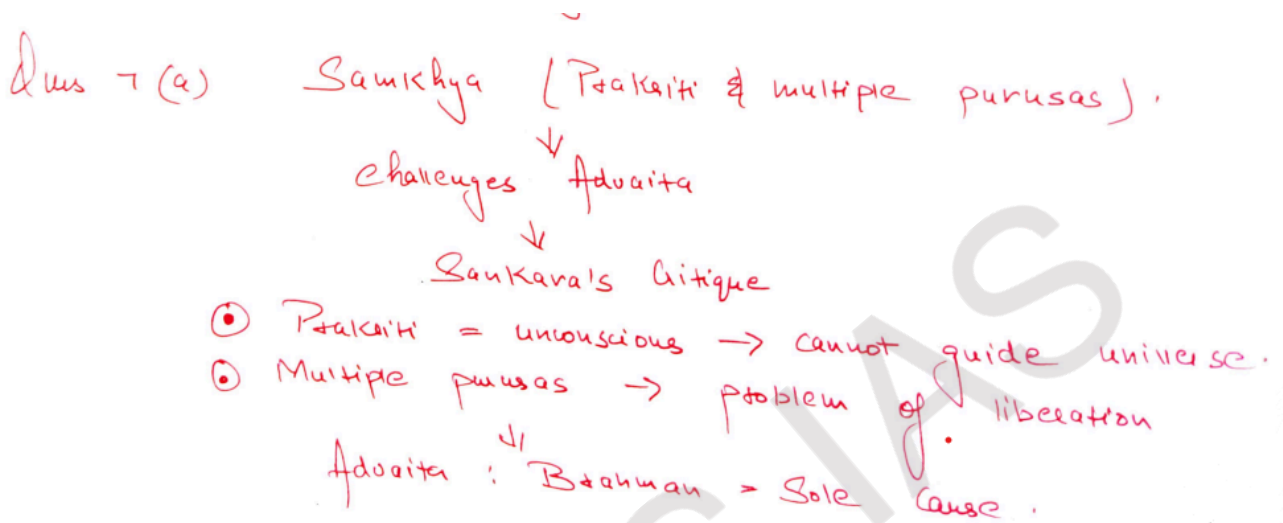 Ques 7 (a) Samkhya (Prakriti & multiple purusas).
↓
Challenges Advaita
↓
Sankara's Critique
⊙ Prakriti = unconscious → cannot guide universe.
⊙ Multiple purusas → problem of liberation
↓
Advaita : Brahman = Sole Cause.
IAS